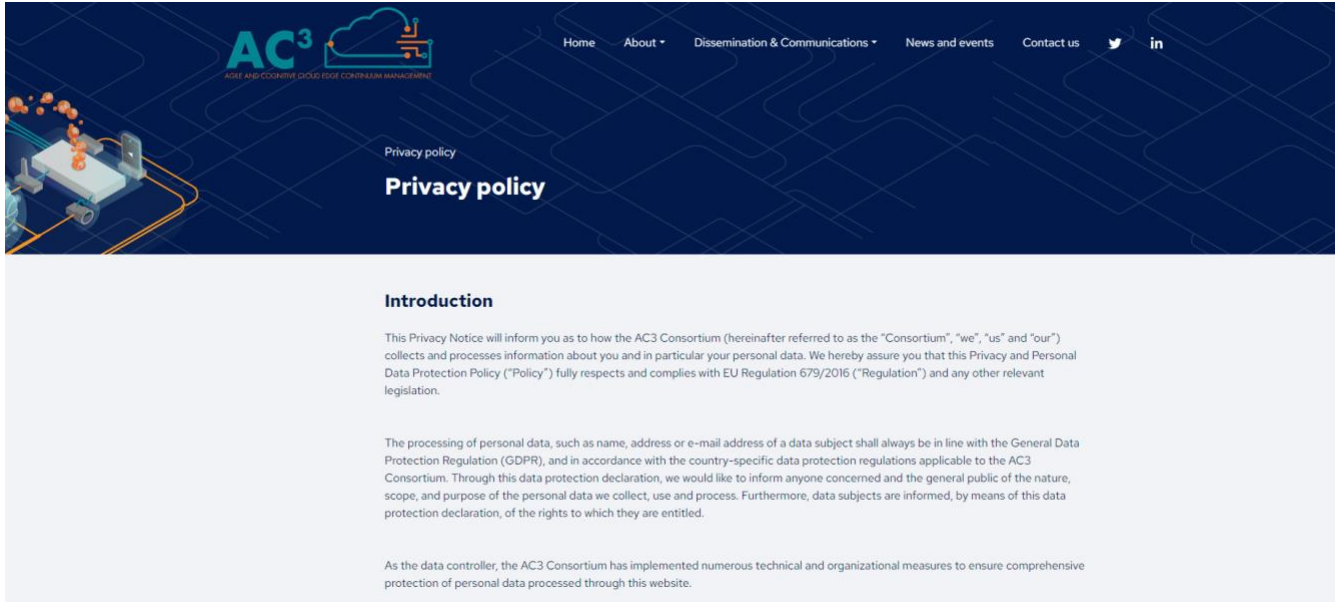 AC³
AGILE AND COGNITIVE CLOUD EDGE CONTINUUM MANAGEMENT
Home About Dissemination & Communications News and events Contact us in
Privacy policy
Privacy policy
Introduction
This Privacy Notice will inform you as to how the AC3 Consortium (hereinafter referred to as the “Consortium”, “we”, “us” and “our”)
collects and processes information about you and in particular your personal data. We hereby assure you that this Privacy and Personal
Data Protection Policy (“Policy”) fully respects and complies with EU Regulation 679/2016 (“Regulation”) and any other relevant
legislation.
The processing of personal data, such as name, address or e-mail address of a data subject shall always be in line with the General Data
Protection Regulation (GDPR), and in accordance with the country-specific data protection regulations applicable to the AC3
Consortium. Through this data protection declaration, we would like to inform anyone concerned and the general public of the nature,
scope, and purpose of the personal data we collect, use and process. Furthermore, data subjects are informed, by means of this data
protection declaration, of the rights to which they are entitled.
As the data controller, the AC3 Consortium has implemented numerous technical and organizational measures to ensure comprehensive
protection of personal data processed through this website.